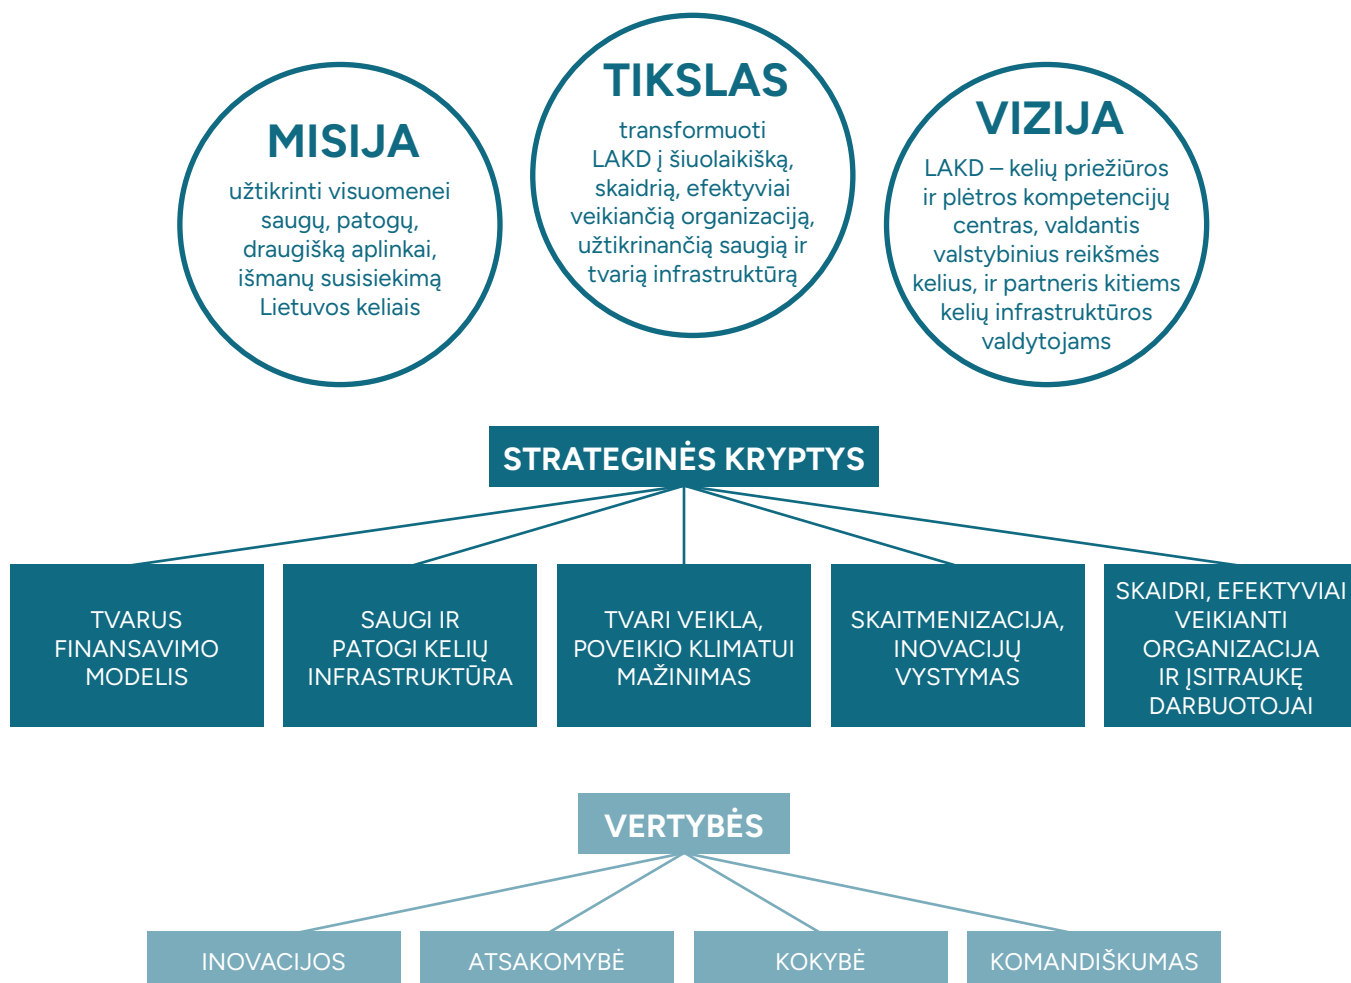 MISIJA
užtikrinti visuomenei
saugų, patogų,
draugišką aplinkai,
išmanų susisiekimą
Lietuvos keliais
TIKSLAS
transformuoti
LAKD į šiuolaikišką,
skaidrią, efektyviai
veikiančią organizaciją,
užtikrinančią saugią ir
tvarią infrastruktūrą
VIZIJA
LAKD – kelių priežiūros
ir plėtros kompetencijų
centras, valdantis
valstybinius reikšmės
kelius, ir partneris kitiems
kelių infrastruktūros
valdytojams
STRATEGINĖS KRYPTYS
TVARUS
FINANSAVIMO
MODELIS
SAUGI IR
PATOGI KELIŲ
INFRASTRUKTŪRA
TVARI VEIKLA,
POVEIKIO KLIMATUI
MAŽINIMAS
SKAITMENIZACIJA,
INOVACIJŲ
VYSTYMAS
SKAIDRI, EFEKTYVIAI
VEIKIANTI
ORGANIZACIJA
IR ĮSITRAUKĘ
DARBUOTOJAI
VERTYBĖS
INOVACIJOS
ATSAKOMYBĖ
KOKYBĖ
KOMANDIŠKUMAS